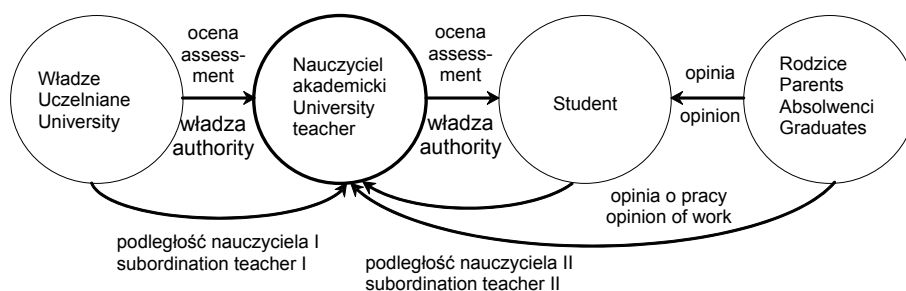 ocena
assess-
ment
Władze
Uczelniane
University
władza
authority
Nauczyciel
akademicki
University
teacher
ocena
assess-
ment
władza
authority
Student
opinia
opinion
Rodzice
Parents
Absolwenci
Graduates
opinia o pracy
opinion of work
podległość nauczyciela I
subordination teacher I
podległość nauczyciela II
subordination teacher II